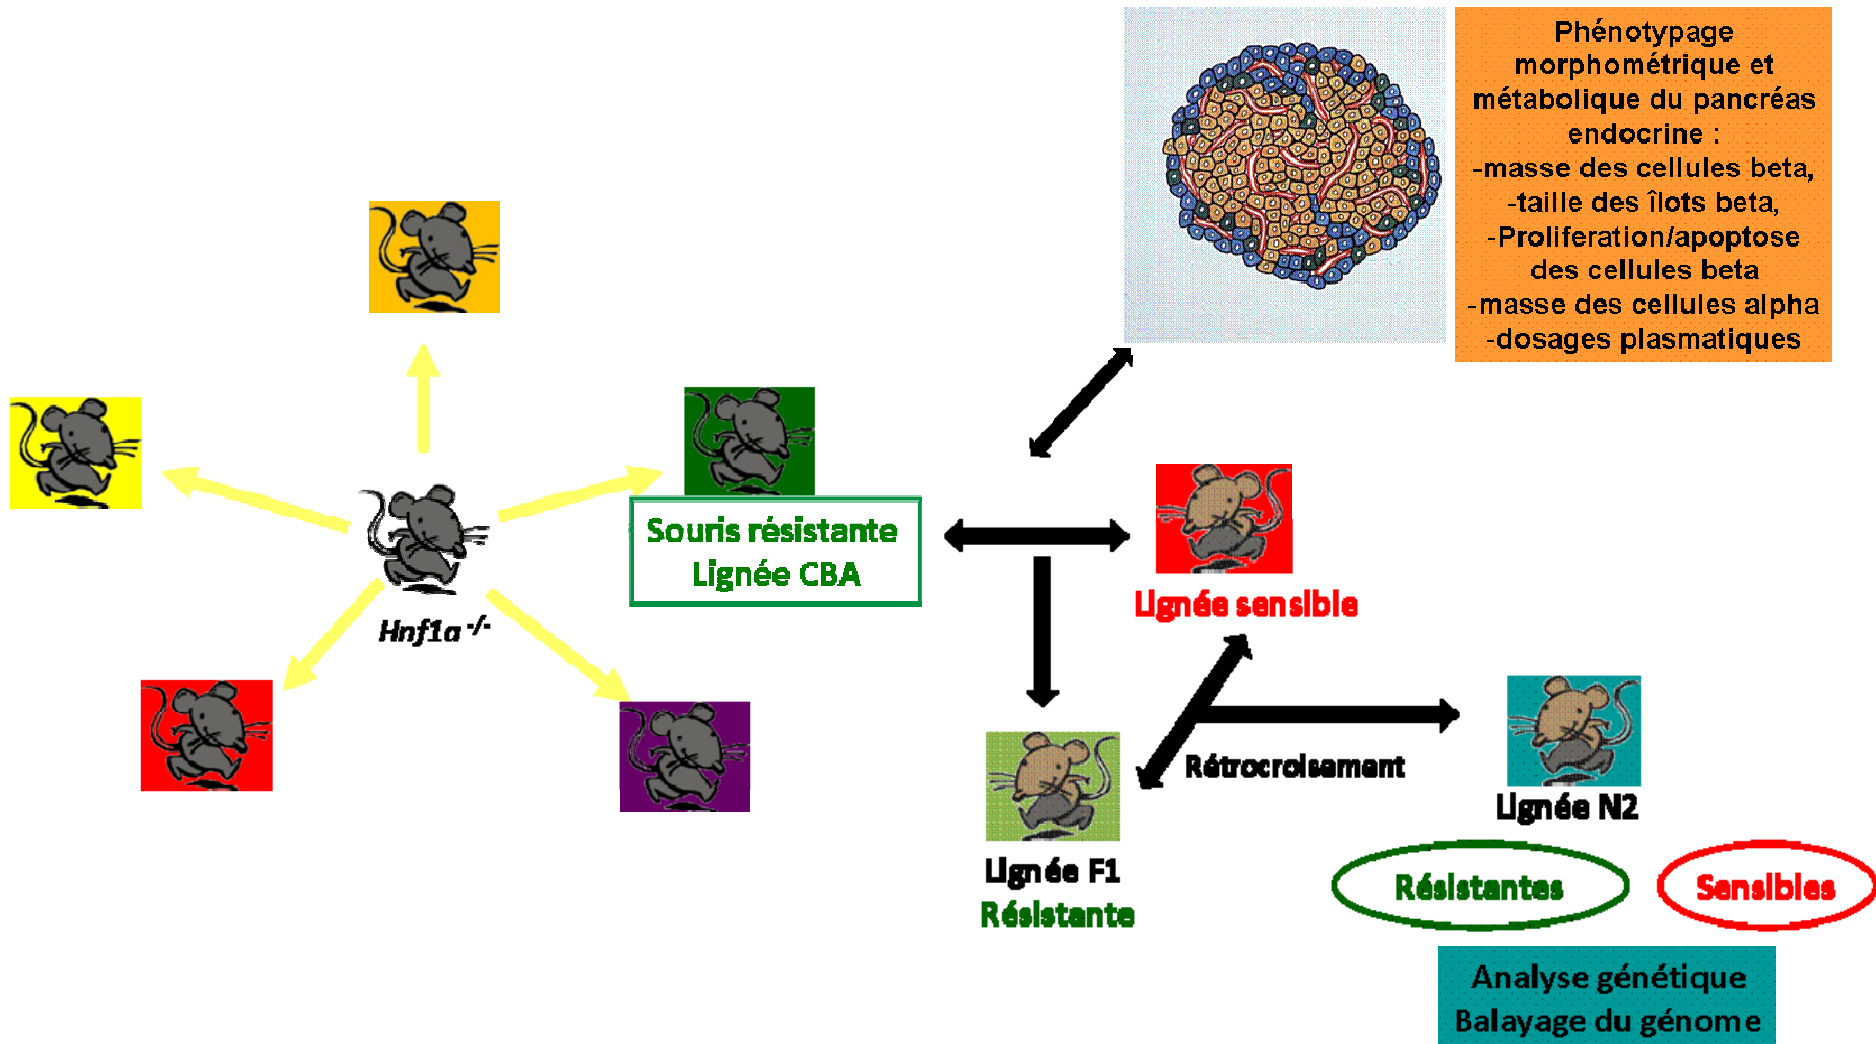 Phénotypage
morphométrique et
métabolique du pancréas
endocrine :
-masse des cellules beta,
-taille des îlots beta,
-Proliferation/apoptose
des cellules beta
-masse des cellules alpha
-dosages plasmatiques
Souris résistante
Lignée CBA
Hnf1a -/-
Lignée sensible
Rétrocroisement
Lignée N2
Lignée F1
Résistante
Résistantes
Sensibles
Analyse génétique
Balayage du génome